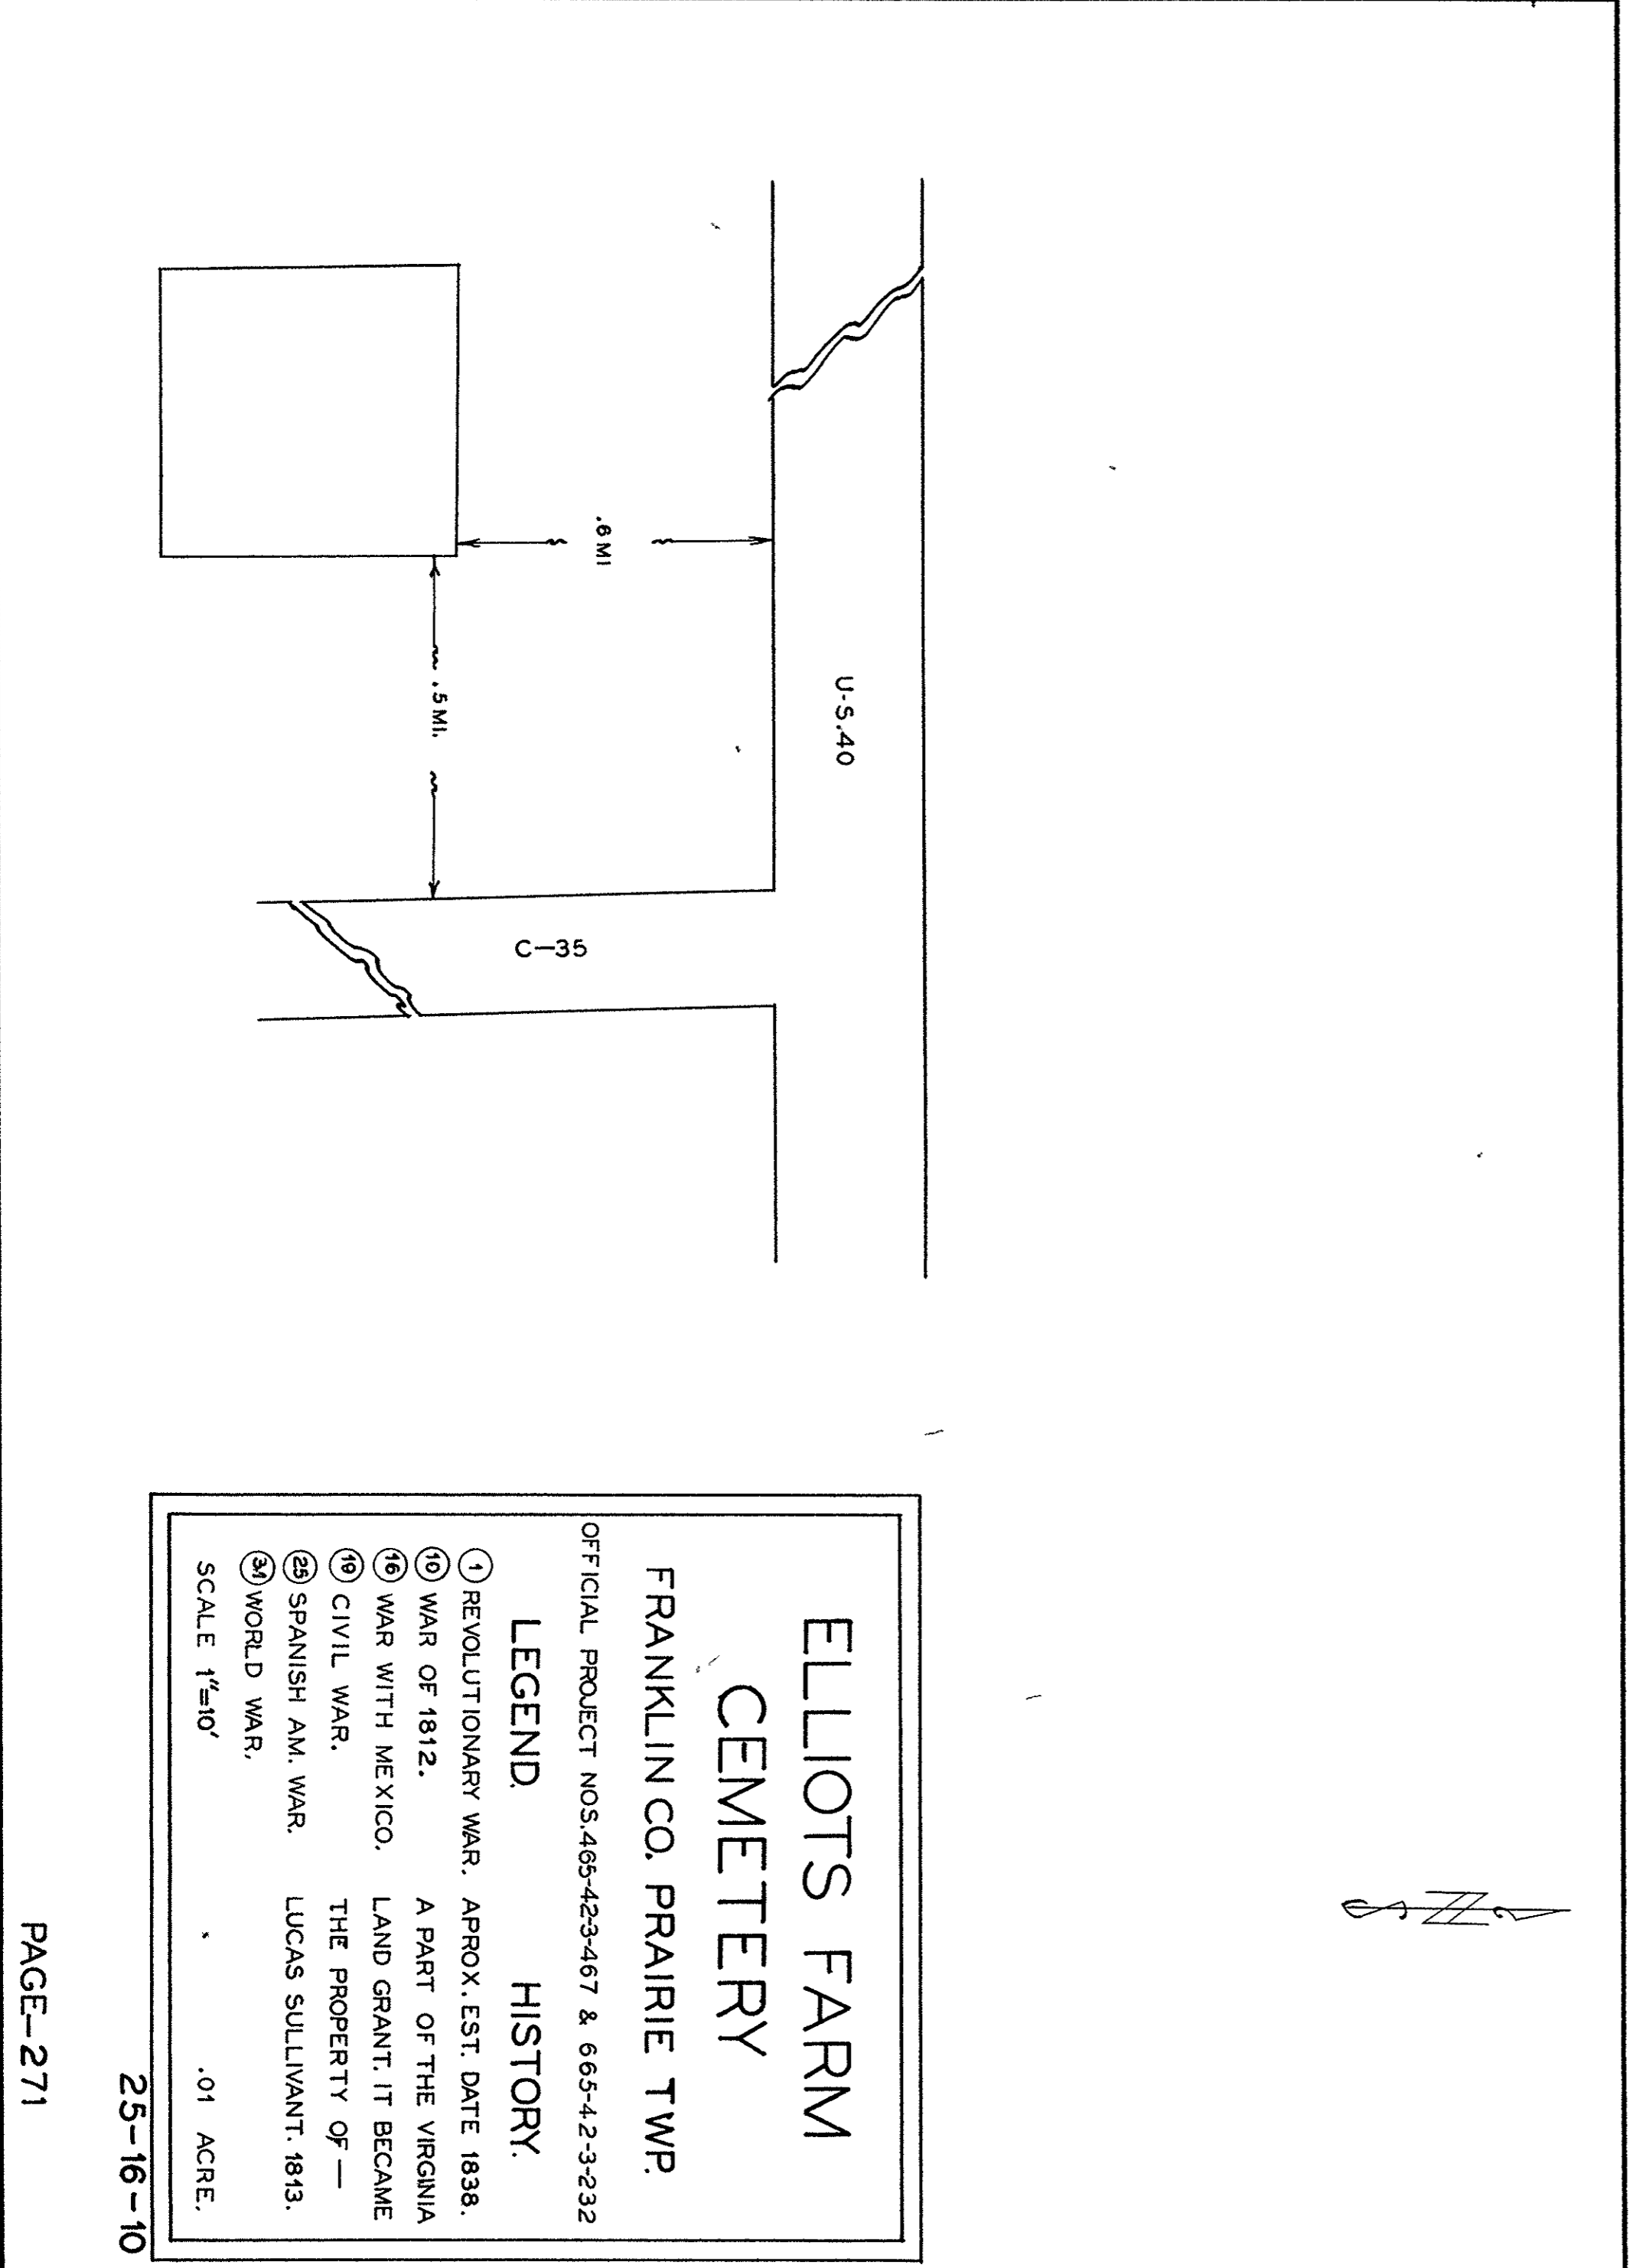 U-S.40
.6 MI
.5 MI.
C-35
ELLIOTS FARM
CEMETERY
FRANKLIN CO. PRAIRIE TWP.
OFFICIAL PROJECT NOS. 465-42-3-467 & 665-42-3-232
LEGEND. HISTORY.
1 REVOLUTIONARY WAR. APROX. EST. DATE 1838.
10 WAR OF 1812. A PART OF THE VIRGINIA
16 WAR WITH MEXICO. LAND GRANT. IT BECAME
19 CIVIL WAR. THE PROPERTY OF —
25 SPANISH AM. WAR. LUCAS SULLIVANT. 1813.
31 WORLD WAR.
SCALE 1"=10' .01 ACRE.
25-16-10
PAGE-271